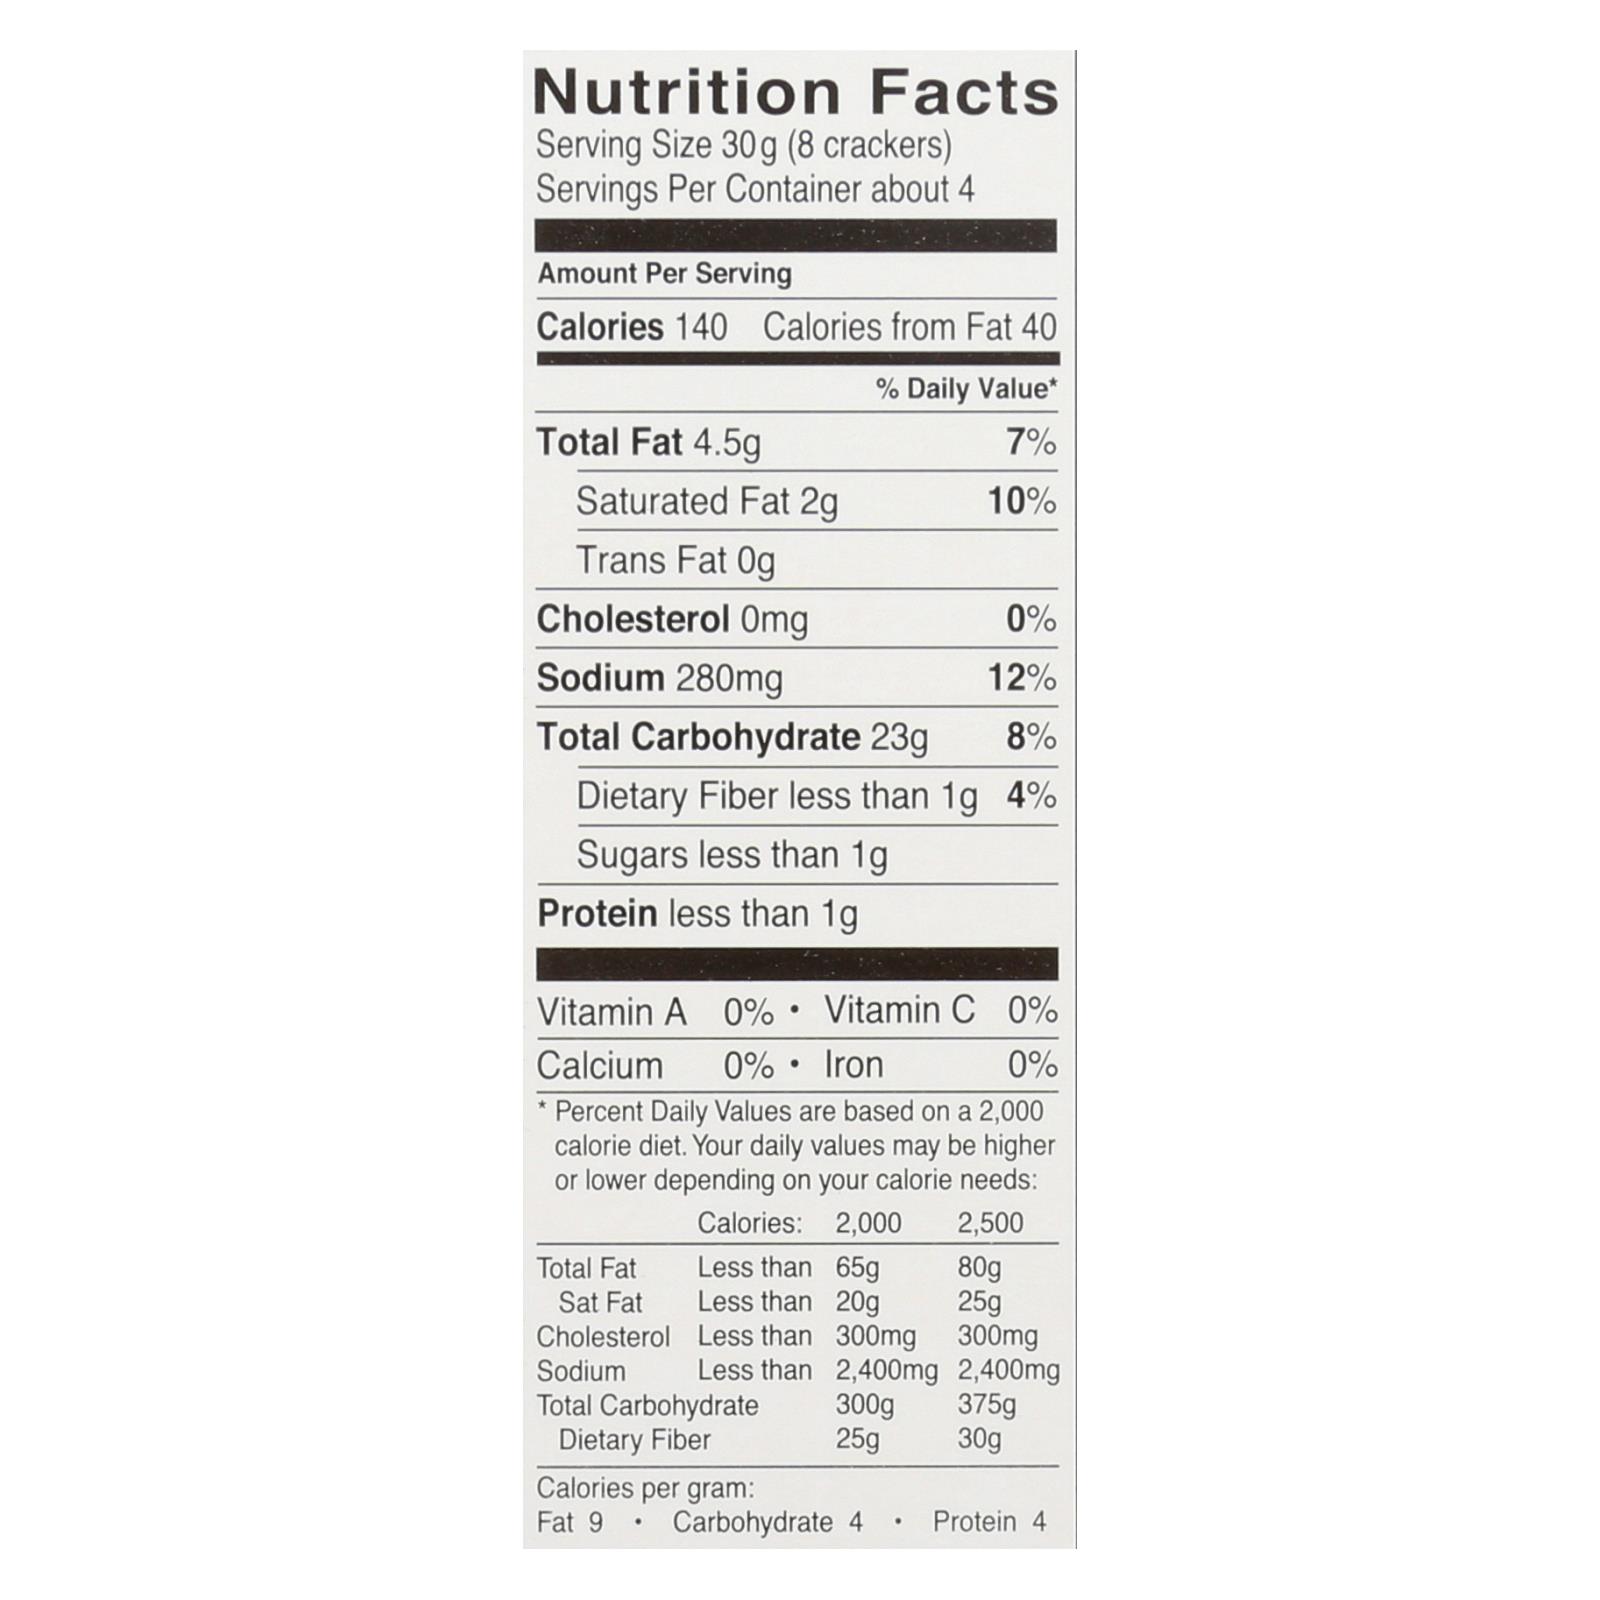 Nutrition Facts
Serving Size 30g (8 crackers)
Servings Per Container about 4
Amount Per Serving
Calories 140 Calories from Fat 40
% Daily Value*
Total Fat 4.5g 7%
Saturated Fat 2g 10%
Trans Fat 0g
Cholesterol 0mg 0%
Sodium 280mg 12%
Total Carbohydrate 23g 8%
Dietary Fiber less than 1g 4%
Sugars less than 1g
Protein less than 1g
Vitamin A 0% • Vitamin C 0%
Calcium 0% • Iron 0%
* Percent Daily Values are based on a 2,000
calorie diet. Your daily values may be higher
or lower depending on your calorie needs:
Calories: 2,000 2,500
Total Fat Less than 65g 80g
Sat Fat Less than 20g 25g
Cholesterol Less than 300mg 300mg
Sodium Less than 2,400mg 2,400mg
Total Carbohydrate 300g 375g
Dietary Fiber 25g 30g
Calories per gram:
Fat 9 • Carbohydrate 4 • Protein 4